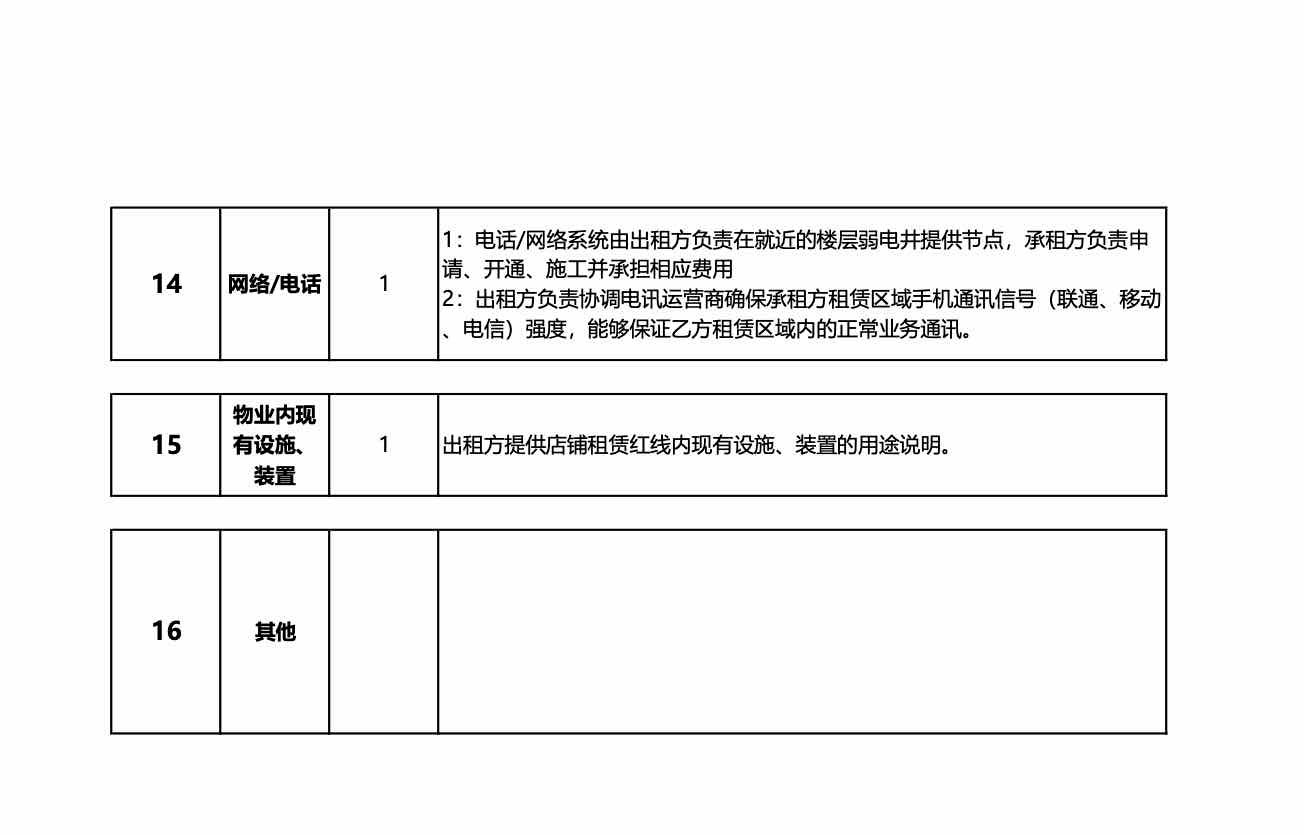 14
网络/电话
1
1：电话/网络系统由出租方负责在就近的楼层弱电井提供节点，承租方负责申
请、开通、施工并承担相应费用
2：出租方负责协调电讯运营商确保承租方租赁区域手机通讯信号（联通、移动
、电信）强度，能够保证乙方租赁区域内的正常业务通讯。
15
物业内现
有设施、
装置
1
出租方提供店铺租赁红线内现有设施、装置的用途说明。
16
其他